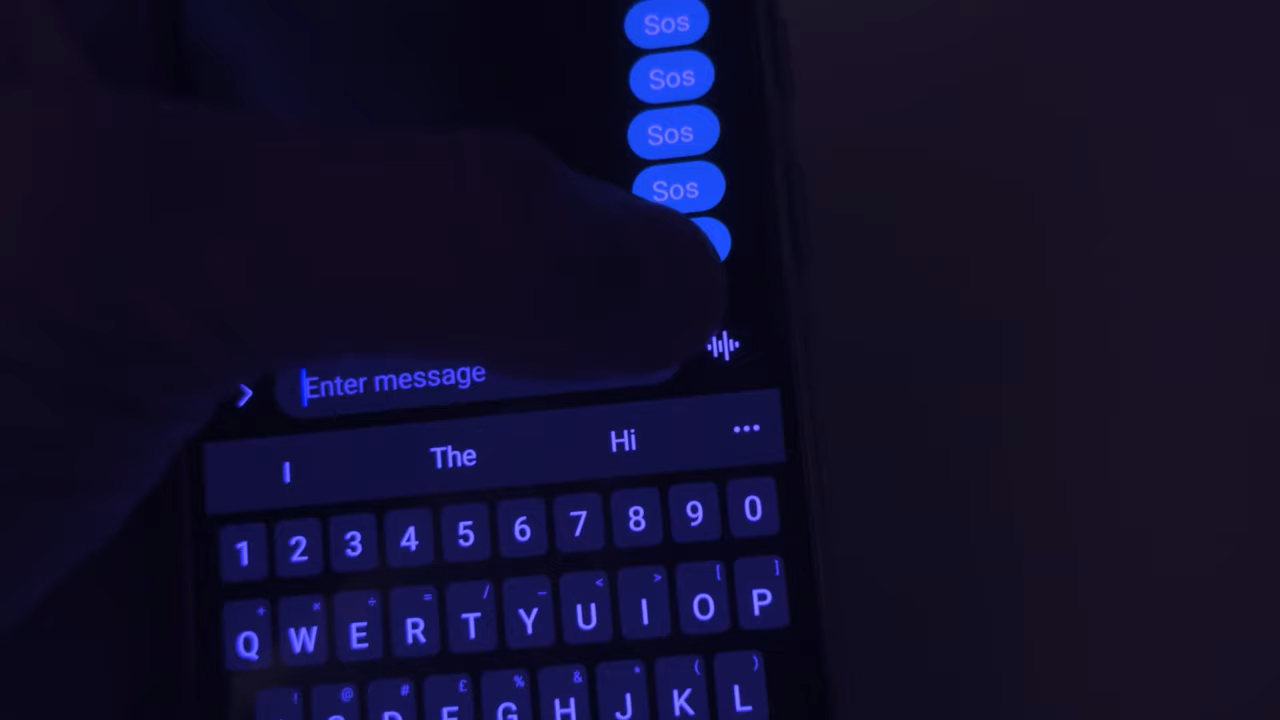 Sos
Sos
Sos
Sos
Enter message
I The Hi
1 2 3 4 5 6 7 8 9 0
+ × ÷ = / _ < > [ ]
Q W E R T Y U I O P
! @ # £ % & * ( )
D F G H J K L